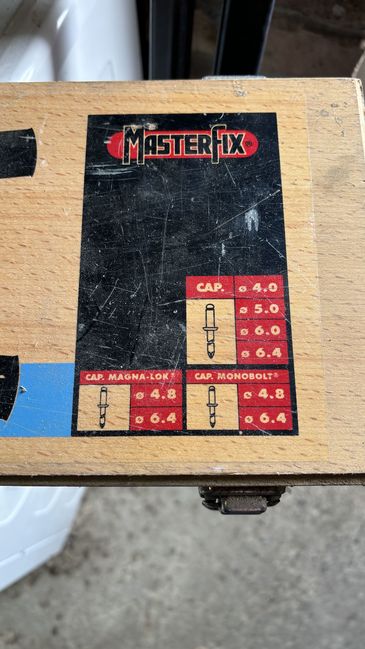 MASTERFIX®
CAP. ø 4.0
ø 5.0
ø 6.0
ø 6.4
CAP. MAGNA-LOK® CAP. MONOBOLT®
ø 4.8 ø 4.8
ø 6.4 ø 6.4